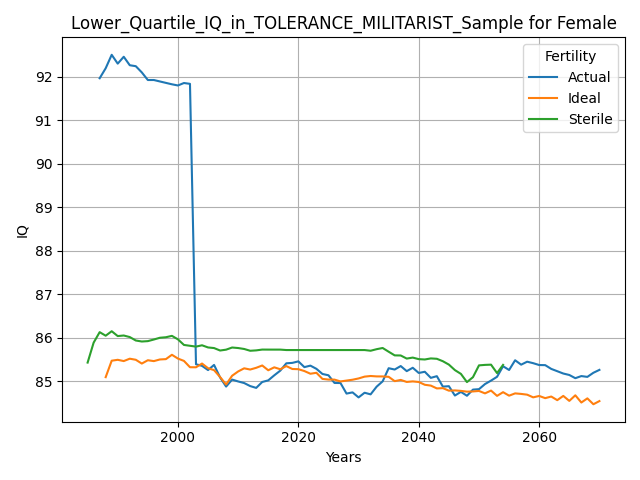 Lower_Quartile_IQ_in_TOLERANCE_MILITARIST_Sample for Female
Fertility
Actual
Ideal
Sterile
92
91
90
89
88
87
86
85
IQ
2000
2020
2040
2060
Years